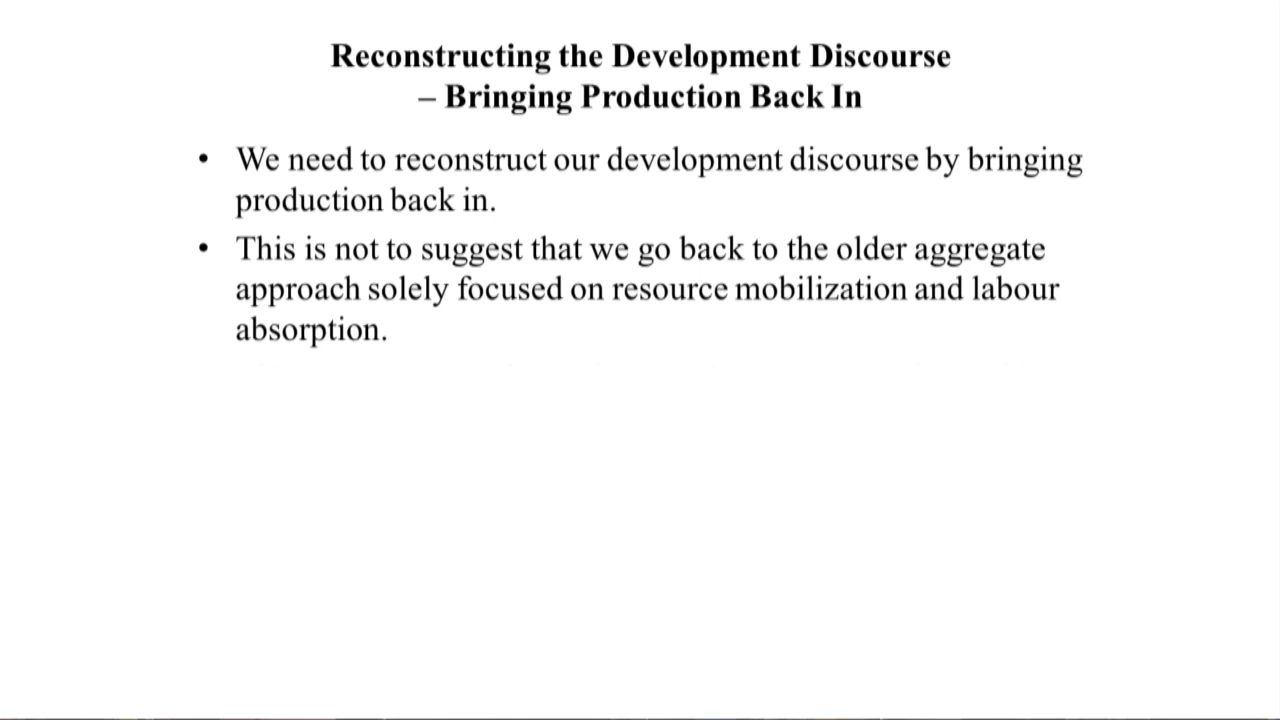 Reconstructing the Development Discourse
– Bringing Production Back In
• We need to reconstruct our development discourse by bringing
production back in.
• This is not to suggest that we go back to the older aggregate
approach solely focused on resource mobilization and labour
absorption.